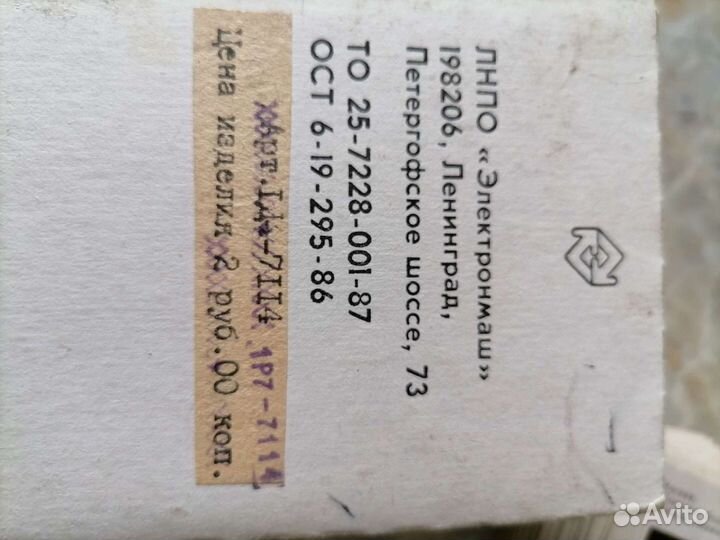 ЛНПО «Электронмаш»
198206, Ленинград,
Петергофское шоссе, 73
ТО 25-7228-001-87
ОСТ 6-19-295-86
1Р7-7114
Цена изделия 2 руб.00 коп.
Avito